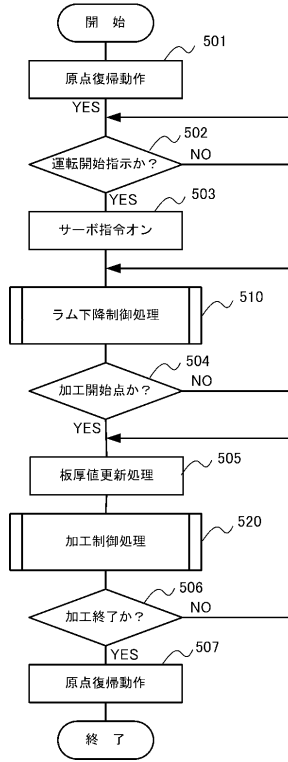 開 始
501
原点復帰動作
YES
502
運転開始指示か？
NO
YES
503
サーボ指令オン
510
ラム下降制御処理
504
加工開始点か？
NO
YES
505
板厚値更新処理
520
加工制御処理
506
加工終了か？
NO
YES
507
原点復帰動作
終 了